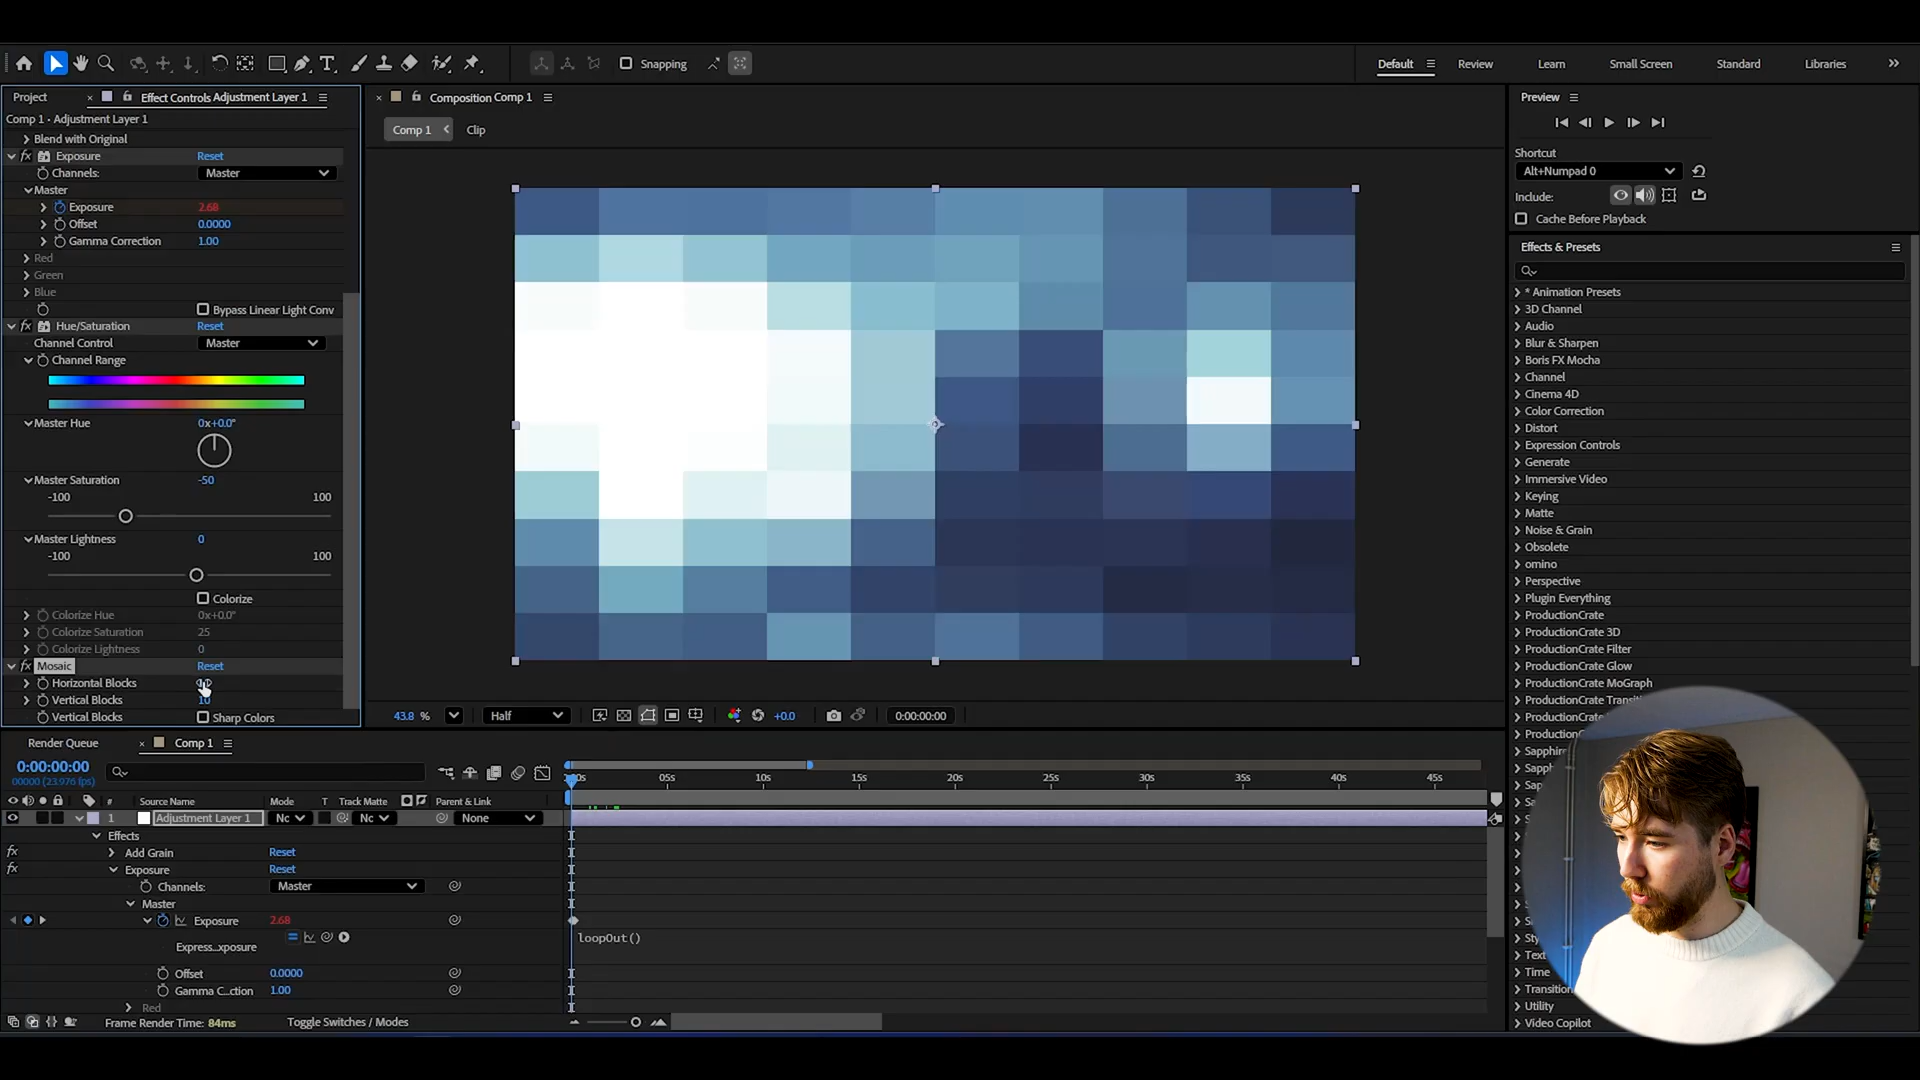 Snapping
Default
Review
Learn
Small Screen
Standard
Libraries
Project
Effect Controls Adjustment Layer 1
Composition Comp 1
Preview
Comp 1 · Adjustment Layer 1
Comp 1
Clip
Blend with Original
Exposure
Reset
Channels:
Master
Master
Exposure
2.68
Offset
0.0000
Gamma Correction
1.00
Red
Green
Blue
Bypass Linear Light Conv
Hue/Saturation
Reset
Channel Control
Master
Channel Range
Master Hue
0x+0.0°
Master Saturation
-50
-100
100
Master Lightness
0
-100
100
Colorize
Colorize Hue
0x+0.0°
Colorize Saturation
25
Colorize Lightness
0
Mosaic
Reset
Horizontal Blocks
Vertical Blocks
10
Vertical Blocks
Sharp Colors
43.8 %
Half
+0.0
0:00:00:00
Shortcut
Alt+Numpad 0
Include:
Cache Before Playback
Effects & Presets
* Animation Presets
3D Channel
Audio
Blur & Sharpen
Boris FX Mocha
Channel
Cinema 4D
Color Correction
Distort
Expression Controls
Generate
Immersive Video
Keying
Matte
Noise & Grain
Obsolete
omino
Perspective
Plugin Everything
ProductionCrate
ProductionCrate 3D
ProductionCrate Filter
ProductionCrate Glow
ProductionCrate MoGraph
Text
Time
Utility
Video Copilot
Render Queue
Comp 1
0:00:00:00
00000 (23.976 fps)
05s
10s
15s
20s
25s
30s
35s
40s
45s
#
Source Name
Mode
T
Track Matte
Parent & Link
1
Adjustment Layer 1
None
Effects
Add Grain
Reset
Exposure
Reset
Channels:
Master
Master
Exposure
2.68
Express...xposure
loopOut()
Offset
0.0000
Gamma C...ction
1.00
Red
Frame Render Time: 84ms
Toggle Switches / Modes